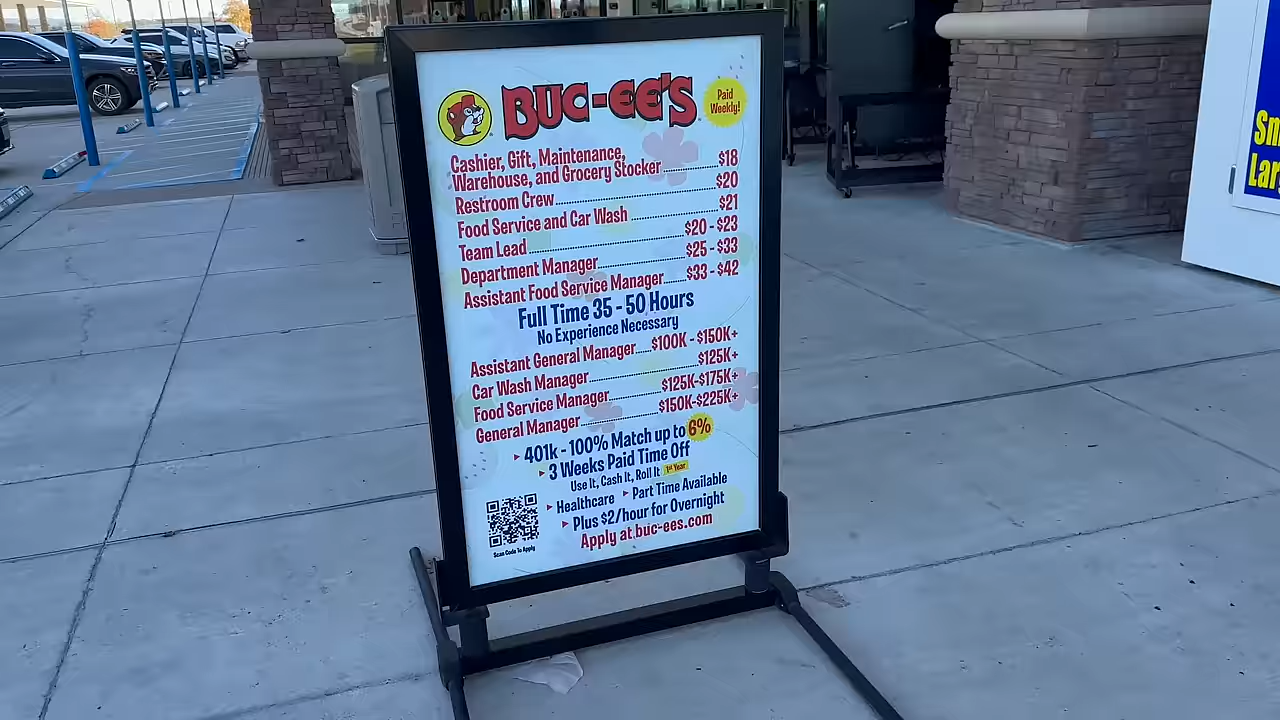 BUC-EE'S
Paid
Weekly!
Cashier, Gift, Maintenance,
Warehouse, and Grocery Stocker........$18
Restroom Crew........$20
Food Service and Car Wash........$21
Team Lead........$20 - $23
Department Manager........$25 - $33
Assistant Food Service Manager........$33 - $42
Full Time 35 - 50 Hours
No Experience Necessary
Assistant General Manager........$100K - $150K+
Car Wash Manager........$125K+
Food Service Manager........$125K-$175K+
General Manager........$150K-$225K+
‣ 401k - 100% Match up to 6%
‣ 3 Weeks Paid Time Off
Use It, Cash It, Roll It 1st Year
‣ Healthcare ‣ Part Time Available
‣ Plus $2/hour for Overnight
Apply at buc-ees.com
Scan Code To Apply